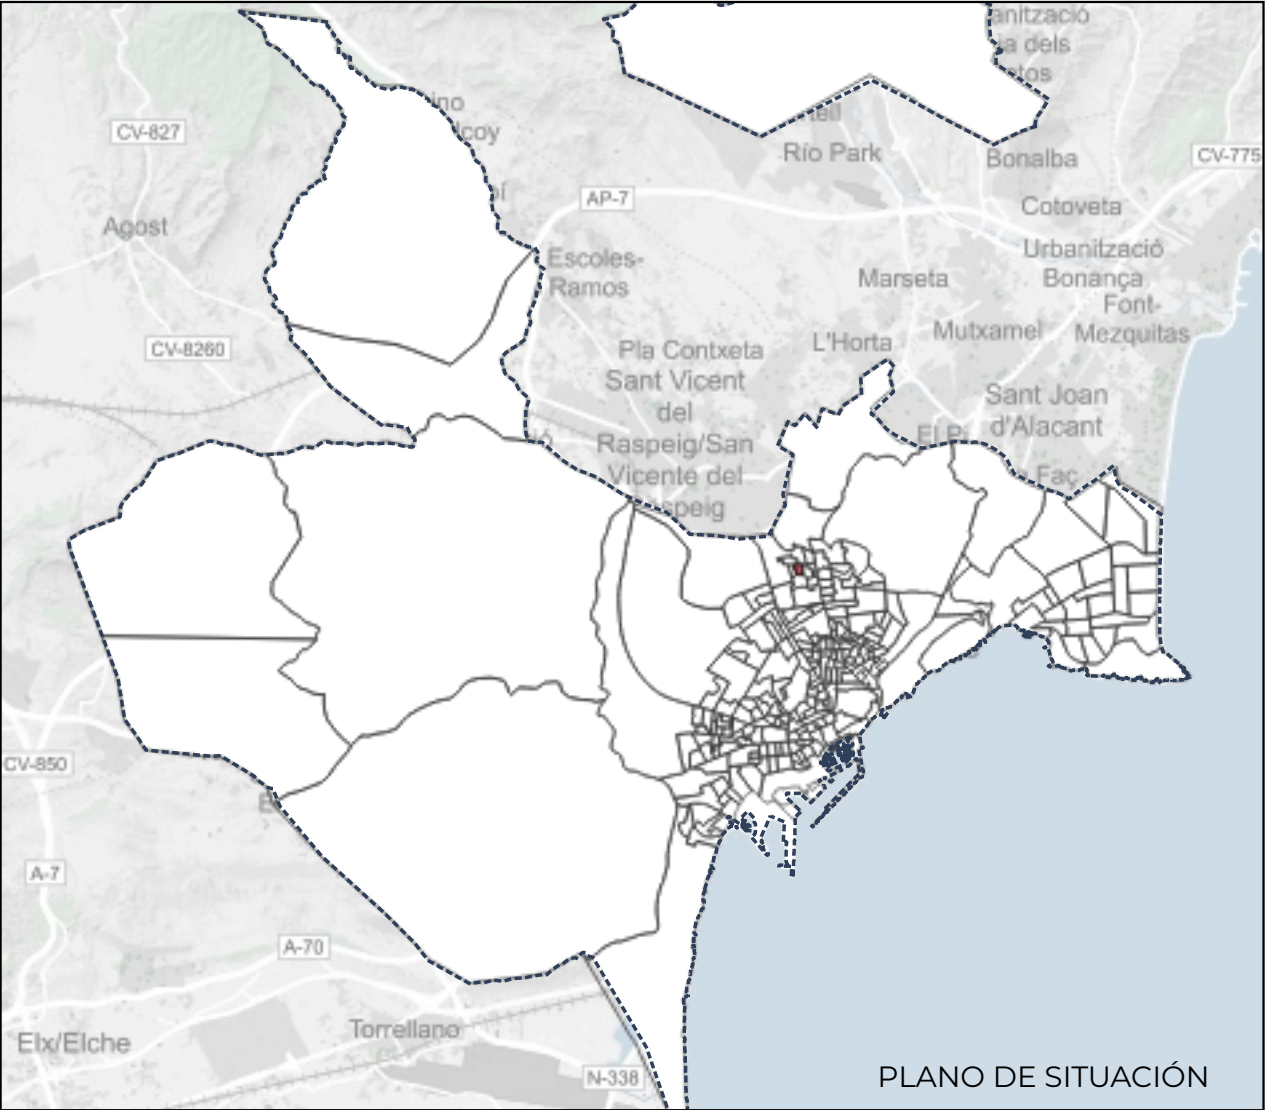 anització
ia dels
CV-827
Río Park
Bonalba
CV-775
AP-7
Cotoveta
Agost
Urbanització
Bonança
Escoles-
Ramos
Marseta
Font-
Mezquitas
Mutxamel
L'Horta
CV-8260
Pla Contxeta
Sant Vicent
del
Raspeig/San
Vicente del
speig
Sant Joan
d'Alacant
Faç
CV-850
A-7
A-70
Elx/Elche
Torrellano
N-338
PLANO DE SITUACIÓN